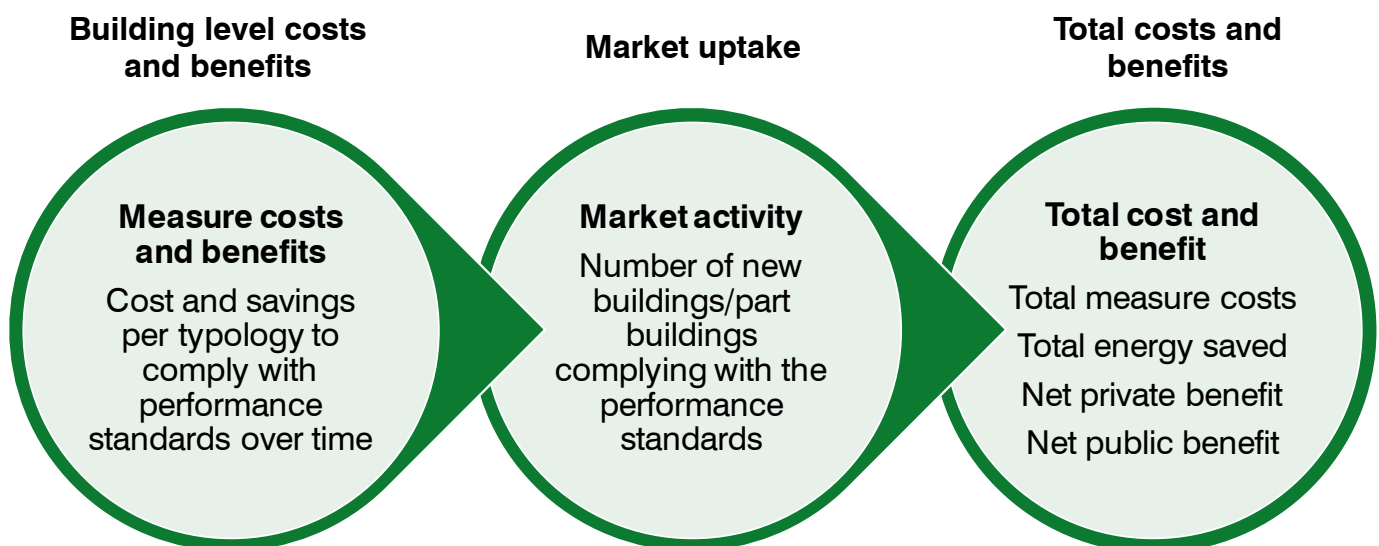 Building level costs
and benefits
Measure costs
and benefits
Cost and savings
per typology to
comply with
performance
standards over time
Market uptake
Market activity
Number of new
buildings/part
buildings
complying with the
performance
standards
Total costs and
benefits
Total cost and
benefit
Total measure costs
Total energy saved
Net private benefit
Net public benefit